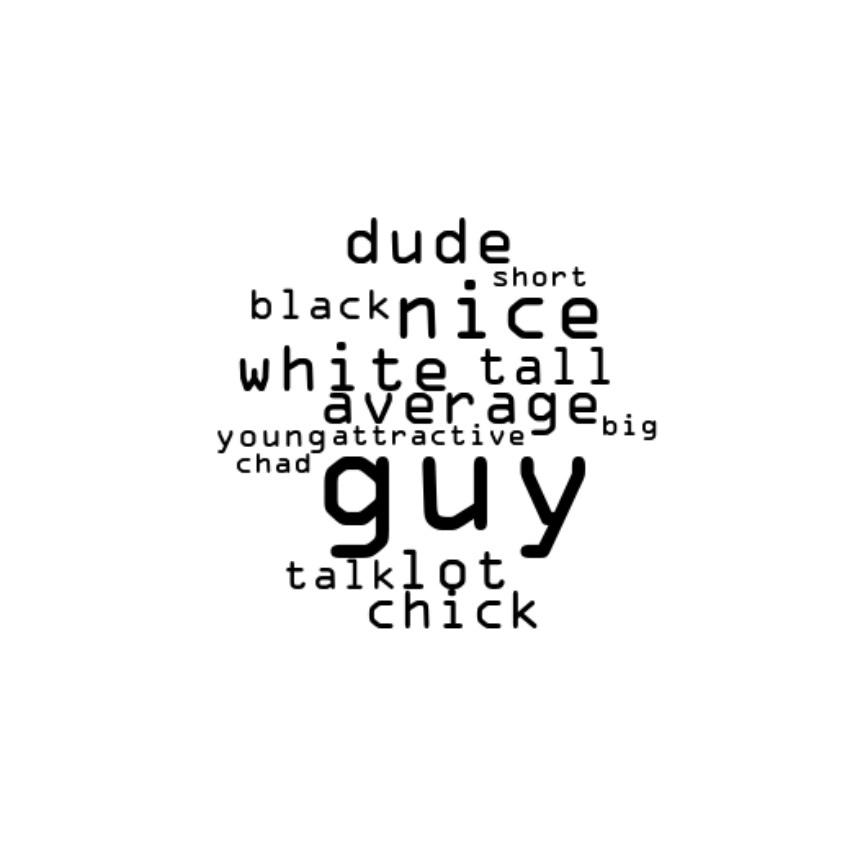 dude
short
black nice
white tall
average big
young attractive
chad
guy
talk lot
chick